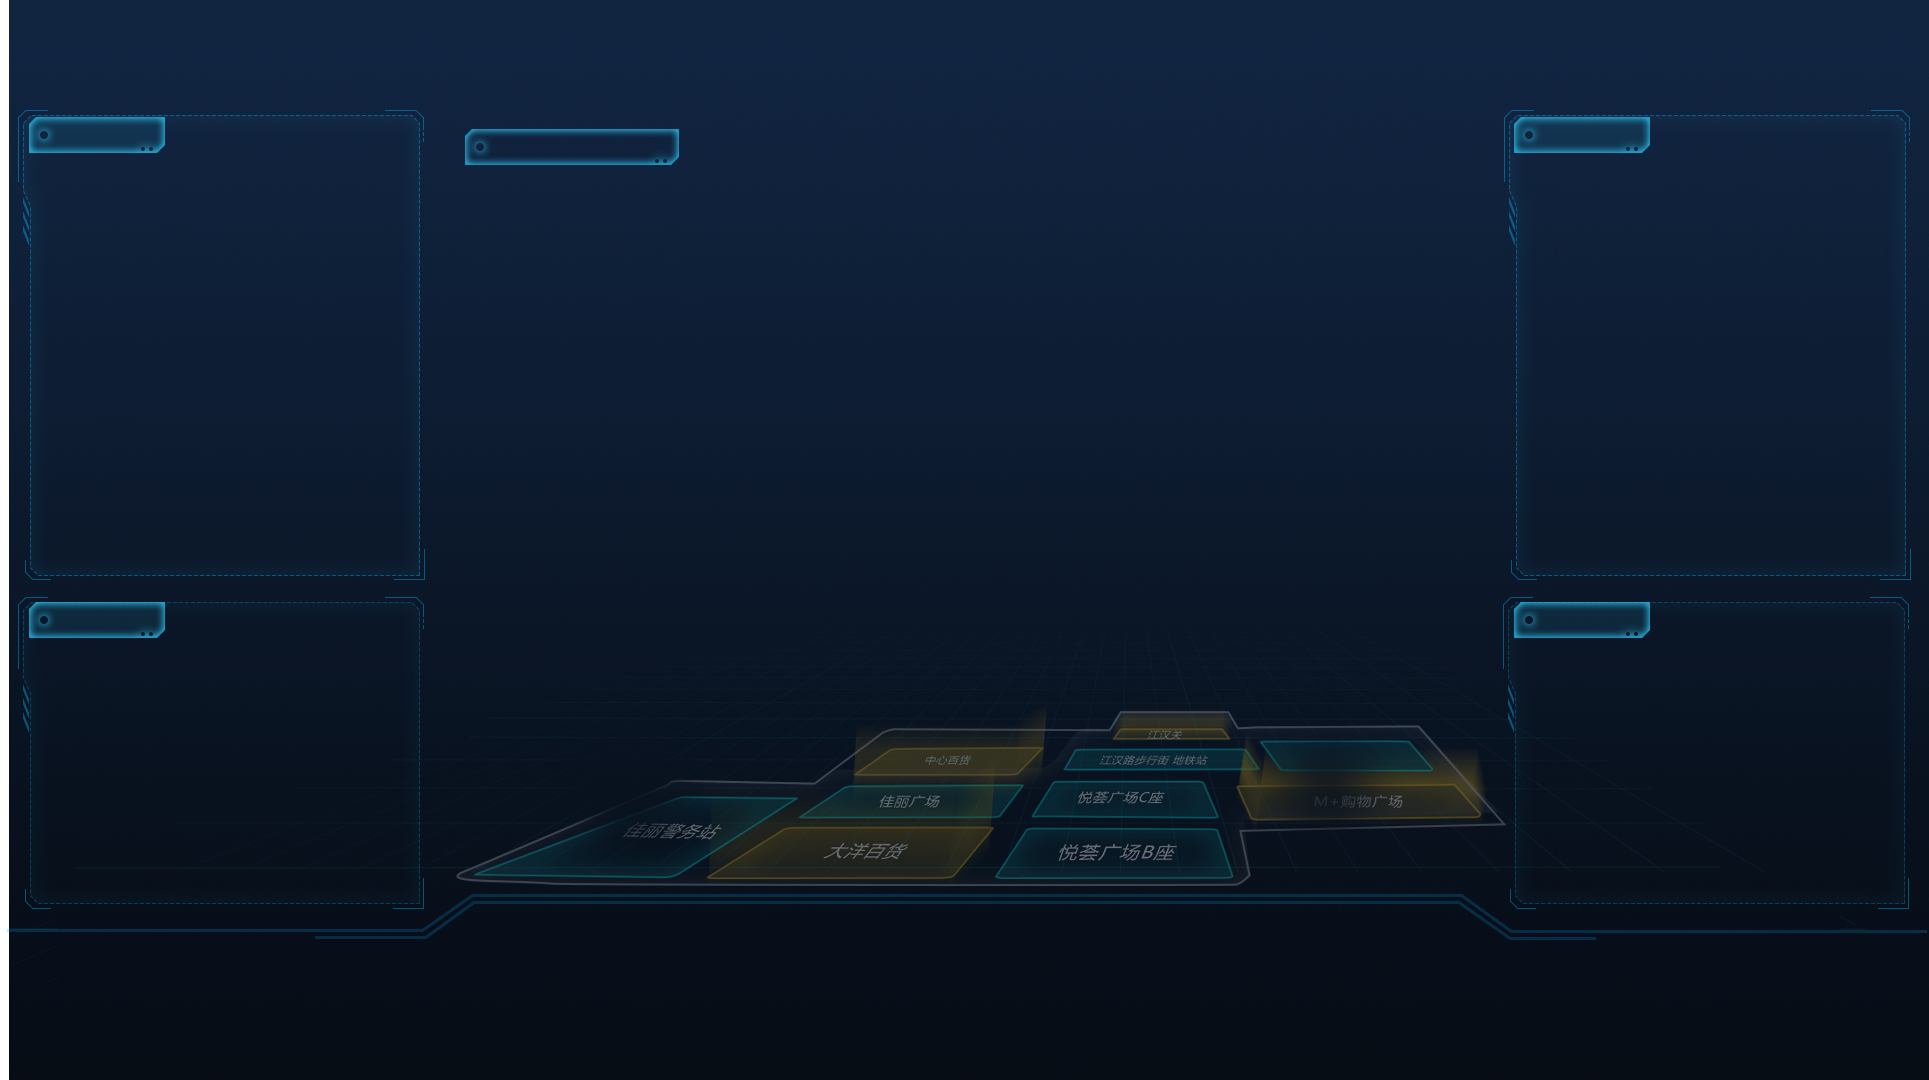 江汉关
中心百货
江汉路步行街 地铁站
佳丽广场
悦荟广场C座
M+购物广场
佳丽警务站
大洋百货
悦荟广场B座